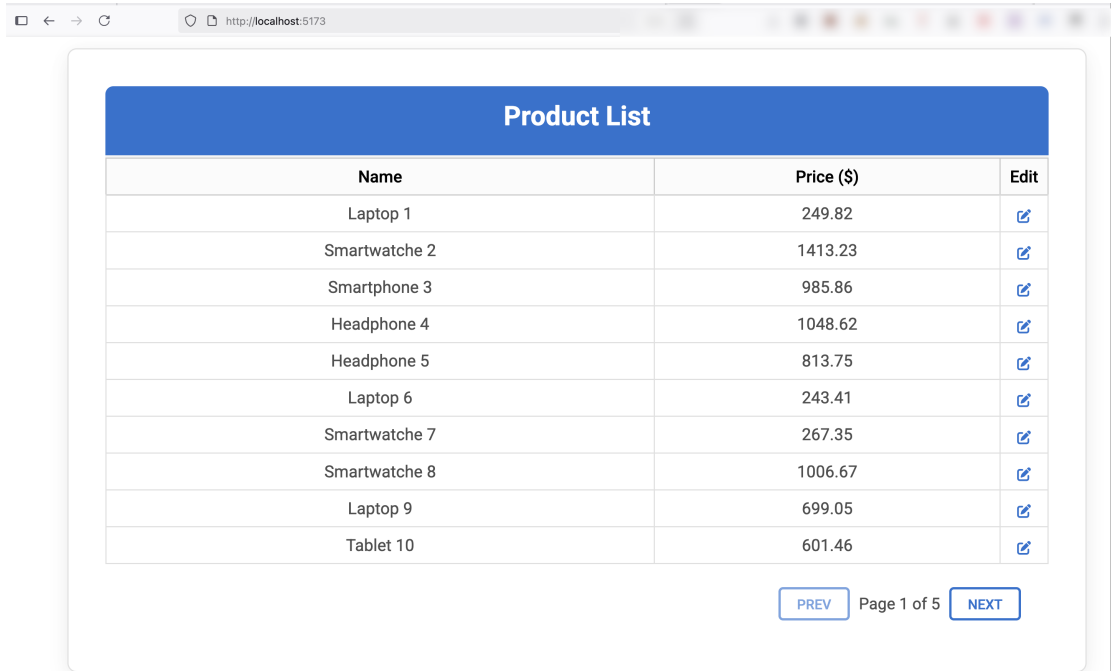 http://localhost:5173
Product List
Name Price ($) Edit
Laptop 1 249.82
Smartwatche 2 1413.23
Smartphone 3 985.86
Headphone 4 1048.62
Headphone 5 813.75
Laptop 6 243.41
Smartwatche 7 267.35
Smartwatche 8 1006.67
Laptop 9 699.05
Tablet 10 601.46
PREV Page 1 of 5 NEXT